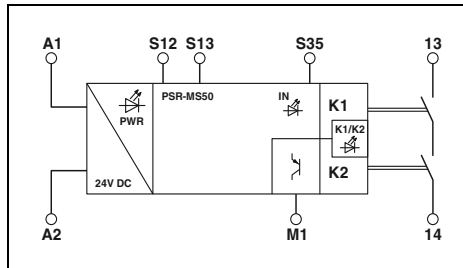 A1 S12 S13 S35 13
PSR-MS50 IN K1
PWR K1/K2
24V DC K2
A2 M1 14